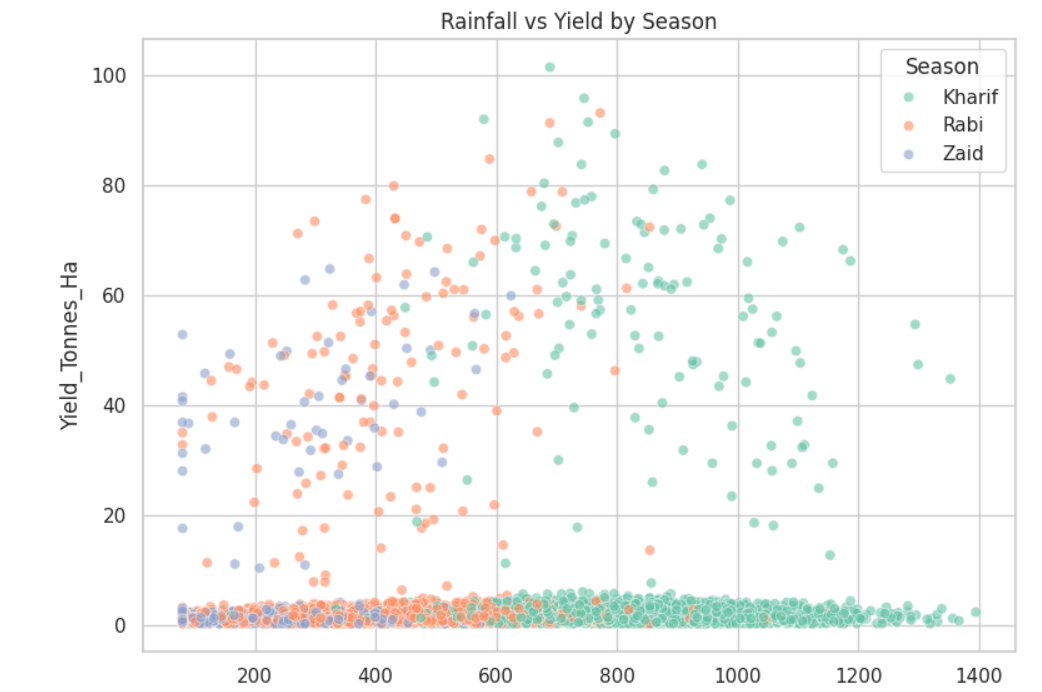 Rainfall vs Yield by Season
Season
Kharif
Rabi
Zaid
Yield_Tonnes_Ha
100
80
60
40
20
0
200 400 600 800 1000 1200 1400